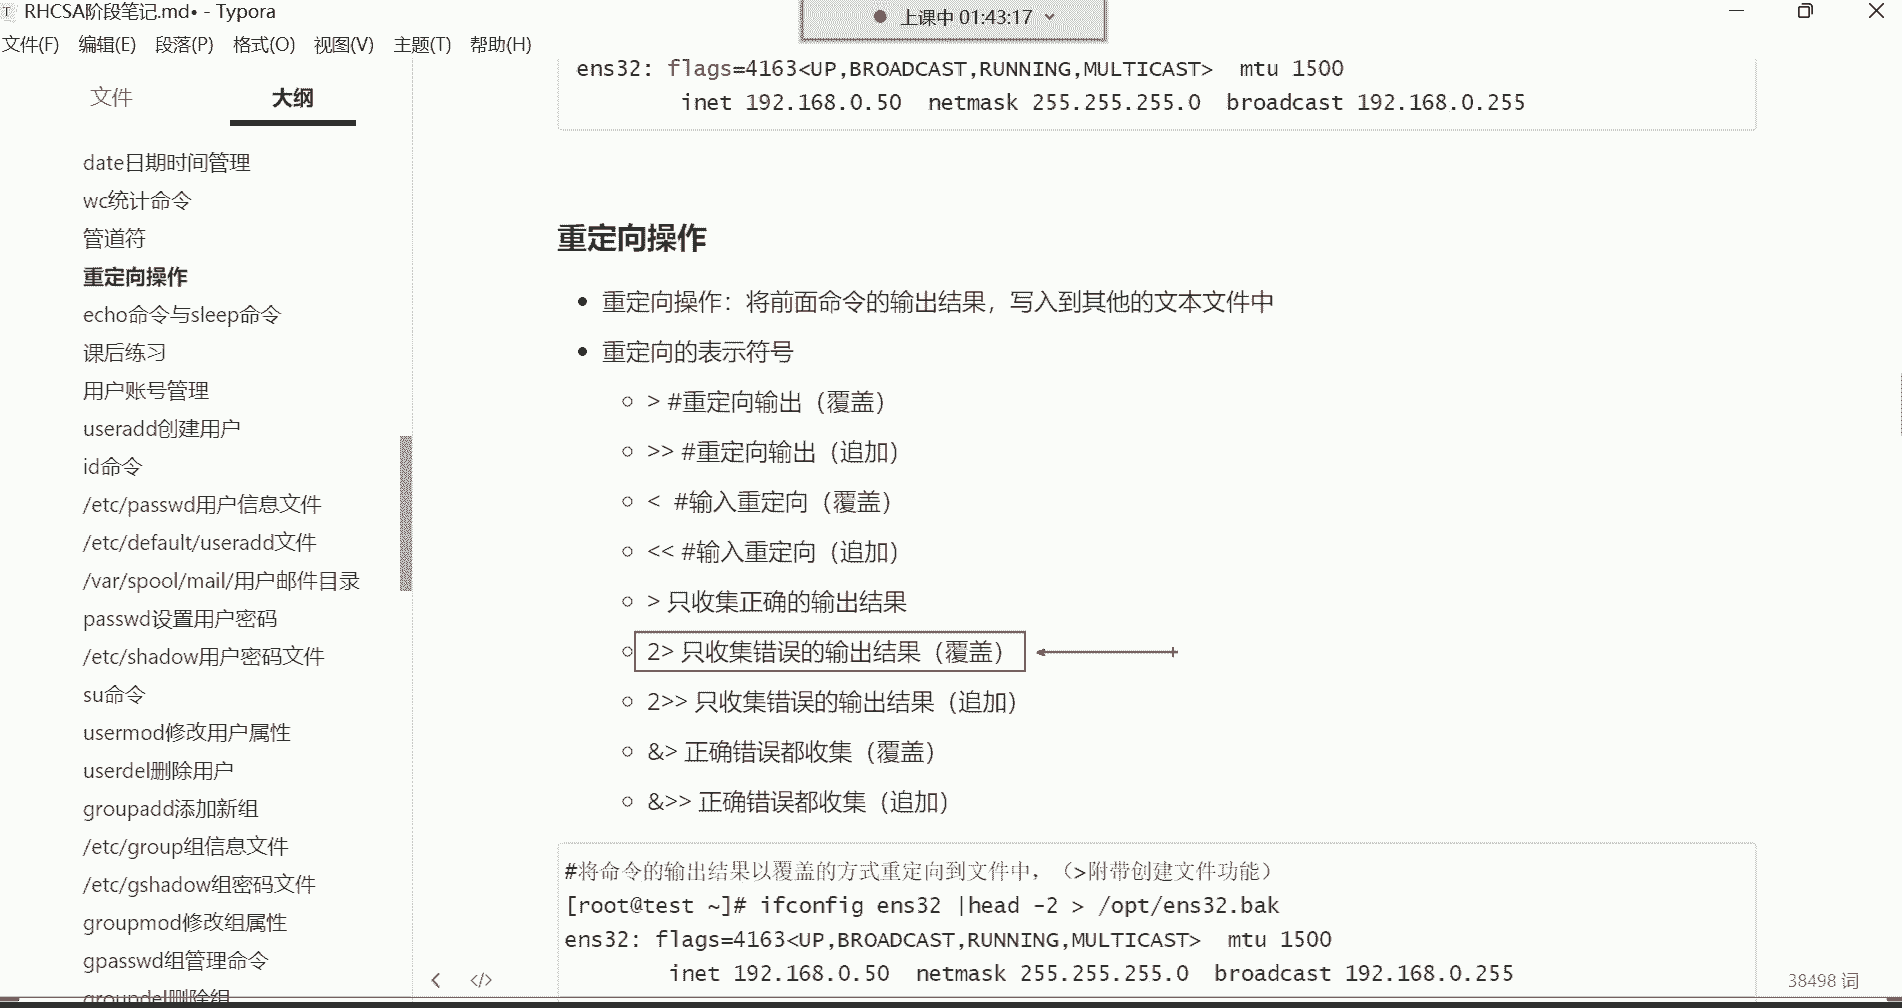 RHCSA阶段笔记.md• - Typora
上课中 01:43:17
文件(F) 编辑(E) 段落(P) 格式(O) 视图(V) 主题(T) 帮助(H)
文件 大纲
date日期时间管理
wc统计命令
管道符
重定向操作
echo命令与sleep命令
课后练习
用户账号管理
useradd创建用户
id命令
/etc/passwd用户信息文件
/etc/default/useradd文件
/var/spool/mail/用户邮件目录
passwd设置用户密码
/etc/shadow用户密码文件
su命令
usermod修改用户属性
userdel删除用户
groupadd添加新组
/etc/group组信息文件
/etc/gshadow组密码文件
groupmod修改组属性
gpasswd组管理命令
groupdel删除组
ens32: flags=4163<UP,BROADCAST,RUNNING,MULTICAST>  mtu 1500
inet 192.168.0.50  netmask 255.255.255.0  broadcast 192.168.0.255
重定向操作
重定向操作：将前面命令的输出结果，写入到其他的文本文件中
重定向的表示符号
> #重定向输出（覆盖）
>> #重定向输出（追加）
<  #输入重定向（覆盖）
<< #输入重定向（追加）
> 只收集正确的输出结果
2> 只收集错误的输出结果（覆盖）
2>> 只收集错误的输出结果（追加）
&> 正确错误都收集（覆盖）
&>> 正确错误都收集（追加）
#将命令的输出结果以覆盖的方式重定向到文件中，（>附带创建文件功能）
[root@test ~]# ifconfig ens32 |head -2 > /opt/ens32.bak
ens32: flags=4163<UP,BROADCAST,RUNNING,MULTICAST>  mtu 1500
inet 192.168.0.50  netmask 255.255.255.0  broadcast 192.168.0.255
38498 词